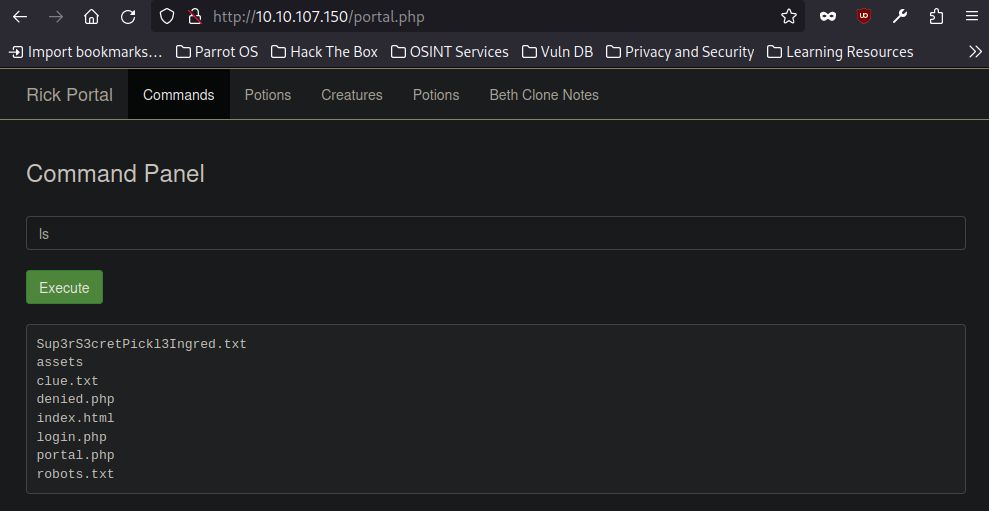 http://10.10.107.150/portal.php
Import bookmarks... Parrot OS Hack The Box OSINT Services Vuln DB Privacy and Security Learning Resources
Rick Portal Commands Potions Creatures Potions Beth Clone Notes
Command Panel
ls
Execute
Sup3rS3cretPickl3Ingred.txt
assets
clue.txt
denied.php
index.html
login.php
portal.php
robots.txt